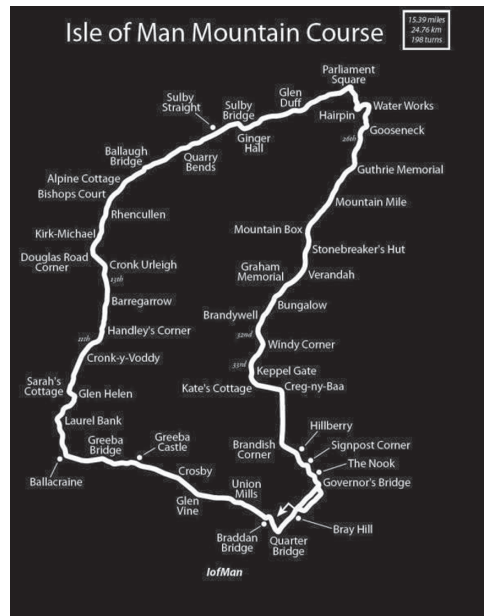 Isle of Man Mountain Course
15.39 miles
24.76 km
198 turns
Parliament
Square
Glen
Duff
Sulby
Straight
Sulby
Bridge
Hairpin
Water Works
Gooseneck
26th
Ginger
Hall
Ballaugh
Bridge
Quarry
Bends
Guthrie Memorial
Alpine Cottage
Bishops Court
Mountain Mile
Rhencullen
Mountain Box
Kirk-Michael
Stonebreaker's Hut
Douglas Road
Corner
Cronk Urleigh
13th
Graham
Memorial
Verandah
Barregarrow
Bungalow
Brandywell
32nd
Handley's Corner
11th
Windy Corner
Cronk-y-Voddy
33rd
Keppel Gate
Sarah's
Cottage
Glen Helen
Kate's Cottage
Creg-ny-Baa
Laurel Bank
Hillberry
Greeba
Bridge
Greeba
Castle
Brandish
Corner
Signpost Corner
The Nook
Ballacraine
Crosby
Governor's Bridge
Glen
Vine
Union
Mills
Braddan
Bridge
Quarter
Bridge
Bray Hill
IofMan